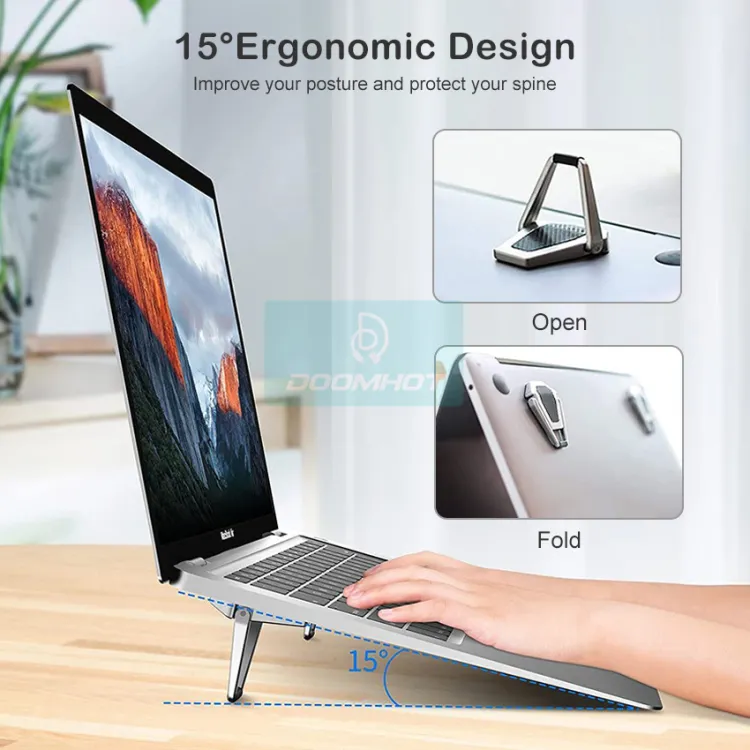 15°Ergonomic Design
Improve your posture and protect your spine
Open
DOOMHOT
Fold
MacBook Air
15°